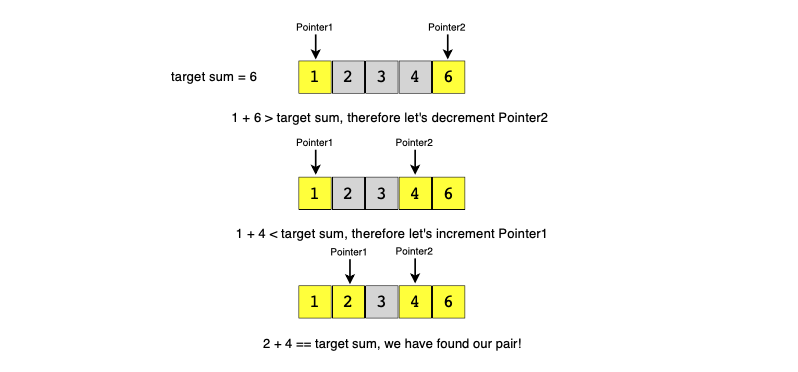 Pointer1 Pointer2
target sum = 6 1 2 3 4 6
1 + 6 > target sum, therefore let's decrement Pointer2
Pointer1 Pointer2
1 2 3 4 6
1 + 4 < target sum, therefore let's increment Pointer1
Pointer1 Pointer2
1 2 3 4 6
2 + 4 == target sum, we have found our pair!